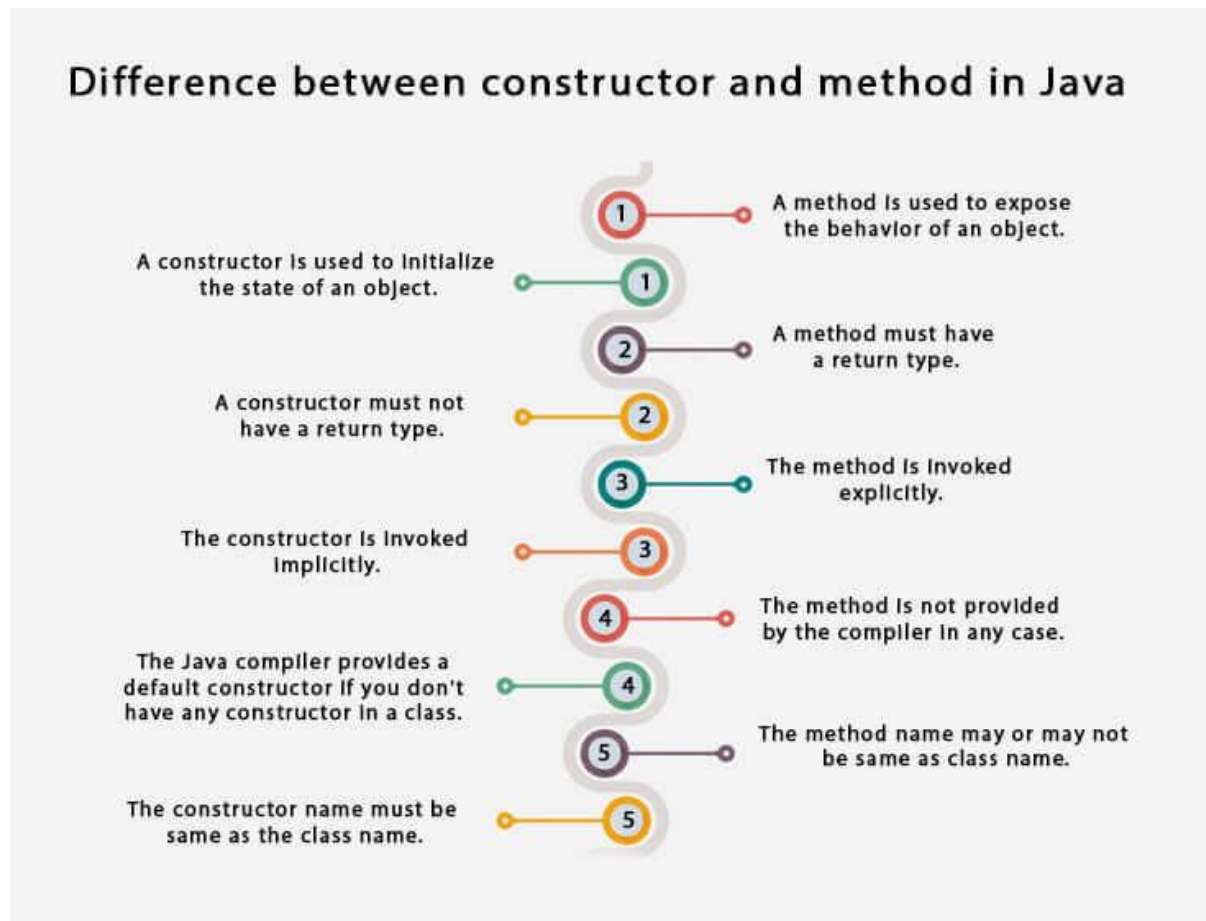 Difference between constructor and method in Java
1
A method is used to expose
the behavior of an object.
A constructor is used to initialize
the state of an object.
1
2
A method must have
a return type.
A constructor must not
have a return type.
2
3
The method is invoked
explicitly.
The constructor is invoked
implicitly.
3
4
The method is not provided
by the compiler in any case.
The Java compiler provides a
default constructor if you don't
have any constructor in a class.
4
5
The method name may or may not
be same as class name.
The constructor name must be
same as the class name.
5